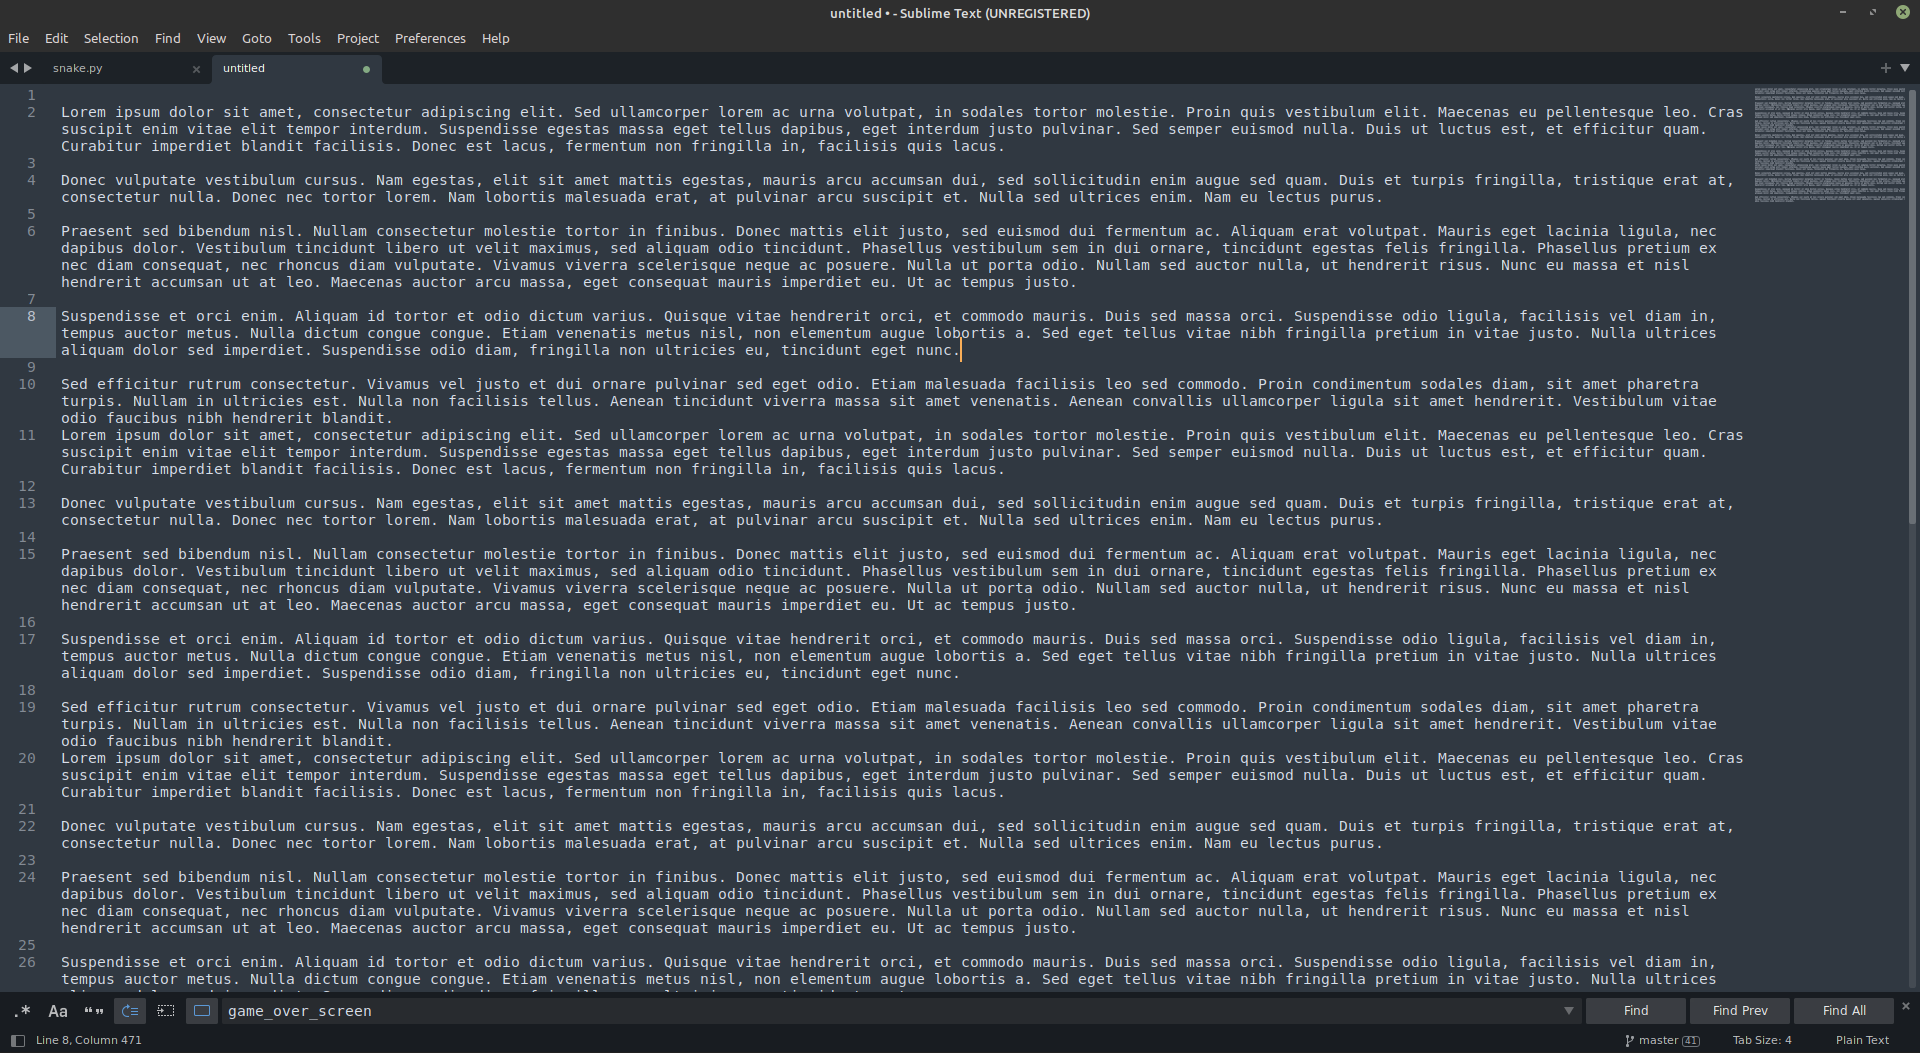 untitled • - Sublime Text (UNREGISTERED)
File Edit Selection Find View Goto Tools Project Preferences Help
snake.py × untitled
1
2 Lorem ipsum dolor sit amet, consectetur adipiscing elit. Sed ullamcorper lorem ac urna volutpat, in sodales tortor molestie. Proin quis vestibulum elit. Maecenas eu pellentesque leo. Cras
suscipit enim vitae elit tempor interdum. Suspendisse egestas massa eget tellus dapibus, eget interdum justo pulvinar. Sed semper euismod nulla. Duis ut luctus est, et efficitur quam.
Curabitur imperdiet blandit facilisis. Donec est lacus, fermentum non fringilla in, facilisis quis lacus.
3
4 Donec vulputate vestibulum cursus. Nam egestas, elit sit amet mattis egestas, mauris arcu accumsan dui, sed sollicitudin enim augue sed quam. Duis et turpis fringilla, tristique erat at,
consectetur nulla. Donec nec tortor lorem. Nam lobortis malesuada erat, at pulvinar arcu suscipit et. Nulla sed ultrices enim. Nam eu lectus purus.
5
6 Praesent sed bibendum nisl. Nullam consectetur molestie tortor in finibus. Donec mattis elit justo, sed euismod dui fermentum ac. Aliquam erat volutpat. Mauris eget lacinia ligula, nec
dapibus dolor. Vestibulum tincidunt libero ut velit maximus, sed aliquam odio tincidunt. Phasellus vestibulum sem in dui ornare, tincidunt egestas felis fringilla. Phasellus pretium ex
nec diam consequat, nec rhoncus diam vulputate. Vivamus viverra scelerisque neque ac posuere. Nulla ut porta odio. Nullam sed auctor nulla, ut hendrerit risus. Nunc eu massa et nisl
hendrerit accumsan ut at leo. Maecenas auctor arcu massa, eget consequat mauris imperdiet eu. Ut ac tempus justo.
7
8 Suspendisse et orci enim. Aliquam id tortor et odio dictum varius. Quisque vitae hendrerit orci, et commodo mauris. Duis sed massa orci. Suspendisse odio ligula, facilisis vel diam in,
tempus auctor metus. Nulla dictum congue congue. Etiam venenatis metus nisl, non elementum augue lobortis a. Sed eget tellus vitae nibh fringilla pretium in vitae justo. Nulla ultrices
aliquam dolor sed imperdiet. Suspendisse odio diam, fringilla non ultricies eu, tincidunt eget nunc.
9
10 Sed efficitur rutrum consectetur. Vivamus vel justo et dui ornare pulvinar sed eget odio. Etiam malesuada facilisis leo sed commodo. Proin condimentum sodales diam, sit amet pharetra
turpis. Nullam in ultricies est. Nulla non facilisis tellus. Aenean tincidunt viverra massa sit amet venenatis. Aenean convallis ullamcorper ligula sit amet hendrerit. Vestibulum vitae
odio faucibus nibh hendrerit blandit.
11 Lorem ipsum dolor sit amet, consectetur adipiscing elit. Sed ullamcorper lorem ac urna volutpat, in sodales tortor molestie. Proin quis vestibulum elit. Maecenas eu pellentesque leo. Cras
suscipit enim vitae elit tempor interdum. Suspendisse egestas massa eget tellus dapibus, eget interdum justo pulvinar. Sed semper euismod nulla. Duis ut luctus est, et efficitur quam.
Curabitur imperdiet blandit facilisis. Donec est lacus, fermentum non fringilla in, facilisis quis lacus.
12
13 Donec vulputate vestibulum cursus. Nam egestas, elit sit amet mattis egestas, mauris arcu accumsan dui, sed sollicitudin enim augue sed quam. Duis et turpis fringilla, tristique erat at,
consectetur nulla. Donec nec tortor lorem. Nam lobortis malesuada erat, at pulvinar arcu suscipit et. Nulla sed ultrices enim. Nam eu lectus purus.
14
15 Praesent sed bibendum nisl. Nullam consectetur molestie tortor in finibus. Donec mattis elit justo, sed euismod dui fermentum ac. Aliquam erat volutpat. Mauris eget lacinia ligula, nec
dapibus dolor. Vestibulum tincidunt libero ut velit maximus, sed aliquam odio tincidunt. Phasellus vestibulum sem in dui ornare, tincidunt egestas felis fringilla. Phasellus pretium ex
nec diam consequat, nec rhoncus diam vulputate. Vivamus viverra scelerisque neque ac posuere. Nulla ut porta odio. Nullam sed auctor nulla, ut hendrerit risus. Nunc eu massa et nisl
hendrerit accumsan ut at leo. Maecenas auctor arcu massa, eget consequat mauris imperdiet eu. Ut ac tempus justo.
16
17 Suspendisse et orci enim. Aliquam id tortor et odio dictum varius. Quisque vitae hendrerit orci, et commodo mauris. Duis sed massa orci. Suspendisse odio ligula, facilisis vel diam in,
tempus auctor metus. Nulla dictum congue congue. Etiam venenatis metus nisl, non elementum augue lobortis a. Sed eget tellus vitae nibh fringilla pretium in vitae justo. Nulla ultrices
aliquam dolor sed imperdiet. Suspendisse odio diam, fringilla non ultricies eu, tincidunt eget nunc.
18
19 Sed efficitur rutrum consectetur. Vivamus vel justo et dui ornare pulvinar sed eget odio. Etiam malesuada facilisis leo sed commodo. Proin condimentum sodales diam, sit amet pharetra
turpis. Nullam in ultricies est. Nulla non facilisis tellus. Aenean tincidunt viverra massa sit amet venenatis. Aenean convallis ullamcorper ligula sit amet hendrerit. Vestibulum vitae
odio faucibus nibh hendrerit blandit.
20 Lorem ipsum dolor sit amet, consectetur adipiscing elit. Sed ullamcorper lorem ac urna volutpat, in sodales tortor molestie. Proin quis vestibulum elit. Maecenas eu pellentesque leo. Cras
suscipit enim vitae elit tempor interdum. Suspendisse egestas massa eget tellus dapibus, eget interdum justo pulvinar. Sed semper euismod nulla. Duis ut luctus est, et efficitur quam.
Curabitur imperdiet blandit facilisis. Donec est lacus, fermentum non fringilla in, facilisis quis lacus.
21
22 Donec vulputate vestibulum cursus. Nam egestas, elit sit amet mattis egestas, mauris arcu accumsan dui, sed sollicitudin enim augue sed quam. Duis et turpis fringilla, tristique erat at,
consectetur nulla. Donec nec tortor lorem. Nam lobortis malesuada erat, at pulvinar arcu suscipit et. Nulla sed ultrices enim. Nam eu lectus purus.
23
24 Praesent sed bibendum nisl. Nullam consectetur molestie tortor in finibus. Donec mattis elit justo, sed euismod dui fermentum ac. Aliquam erat volutpat. Mauris eget lacinia ligula, nec
dapibus dolor. Vestibulum tincidunt libero ut velit maximus, sed aliquam odio tincidunt. Phasellus vestibulum sem in dui ornare, tincidunt egestas felis fringilla. Phasellus pretium ex
nec diam consequat, nec rhoncus diam vulputate. Vivamus viverra scelerisque neque ac posuere. Nulla ut porta odio. Nullam sed auctor nulla, ut hendrerit risus. Nunc eu massa et nisl
hendrerit accumsan ut at leo. Maecenas auctor arcu massa, eget consequat mauris imperdiet eu. Ut ac tempus justo.
25
26 Suspendisse et orci enim. Aliquam id tortor et odio dictum varius. Quisque vitae hendrerit orci, et commodo mauris. Duis sed massa orci. Suspendisse odio ligula, facilisis vel diam in,
tempus auctor metus. Nulla dictum congue congue. Etiam venenatis metus nisl, non elementum augue lobortis a. Sed eget tellus vitae nibh fringilla pretium in vitae justo. Nulla ultrices
.* Aa “” game_over_screen Find Find Prev Find All
Line 8, Column 471 master 41 Tab Size: 4 Plain Text